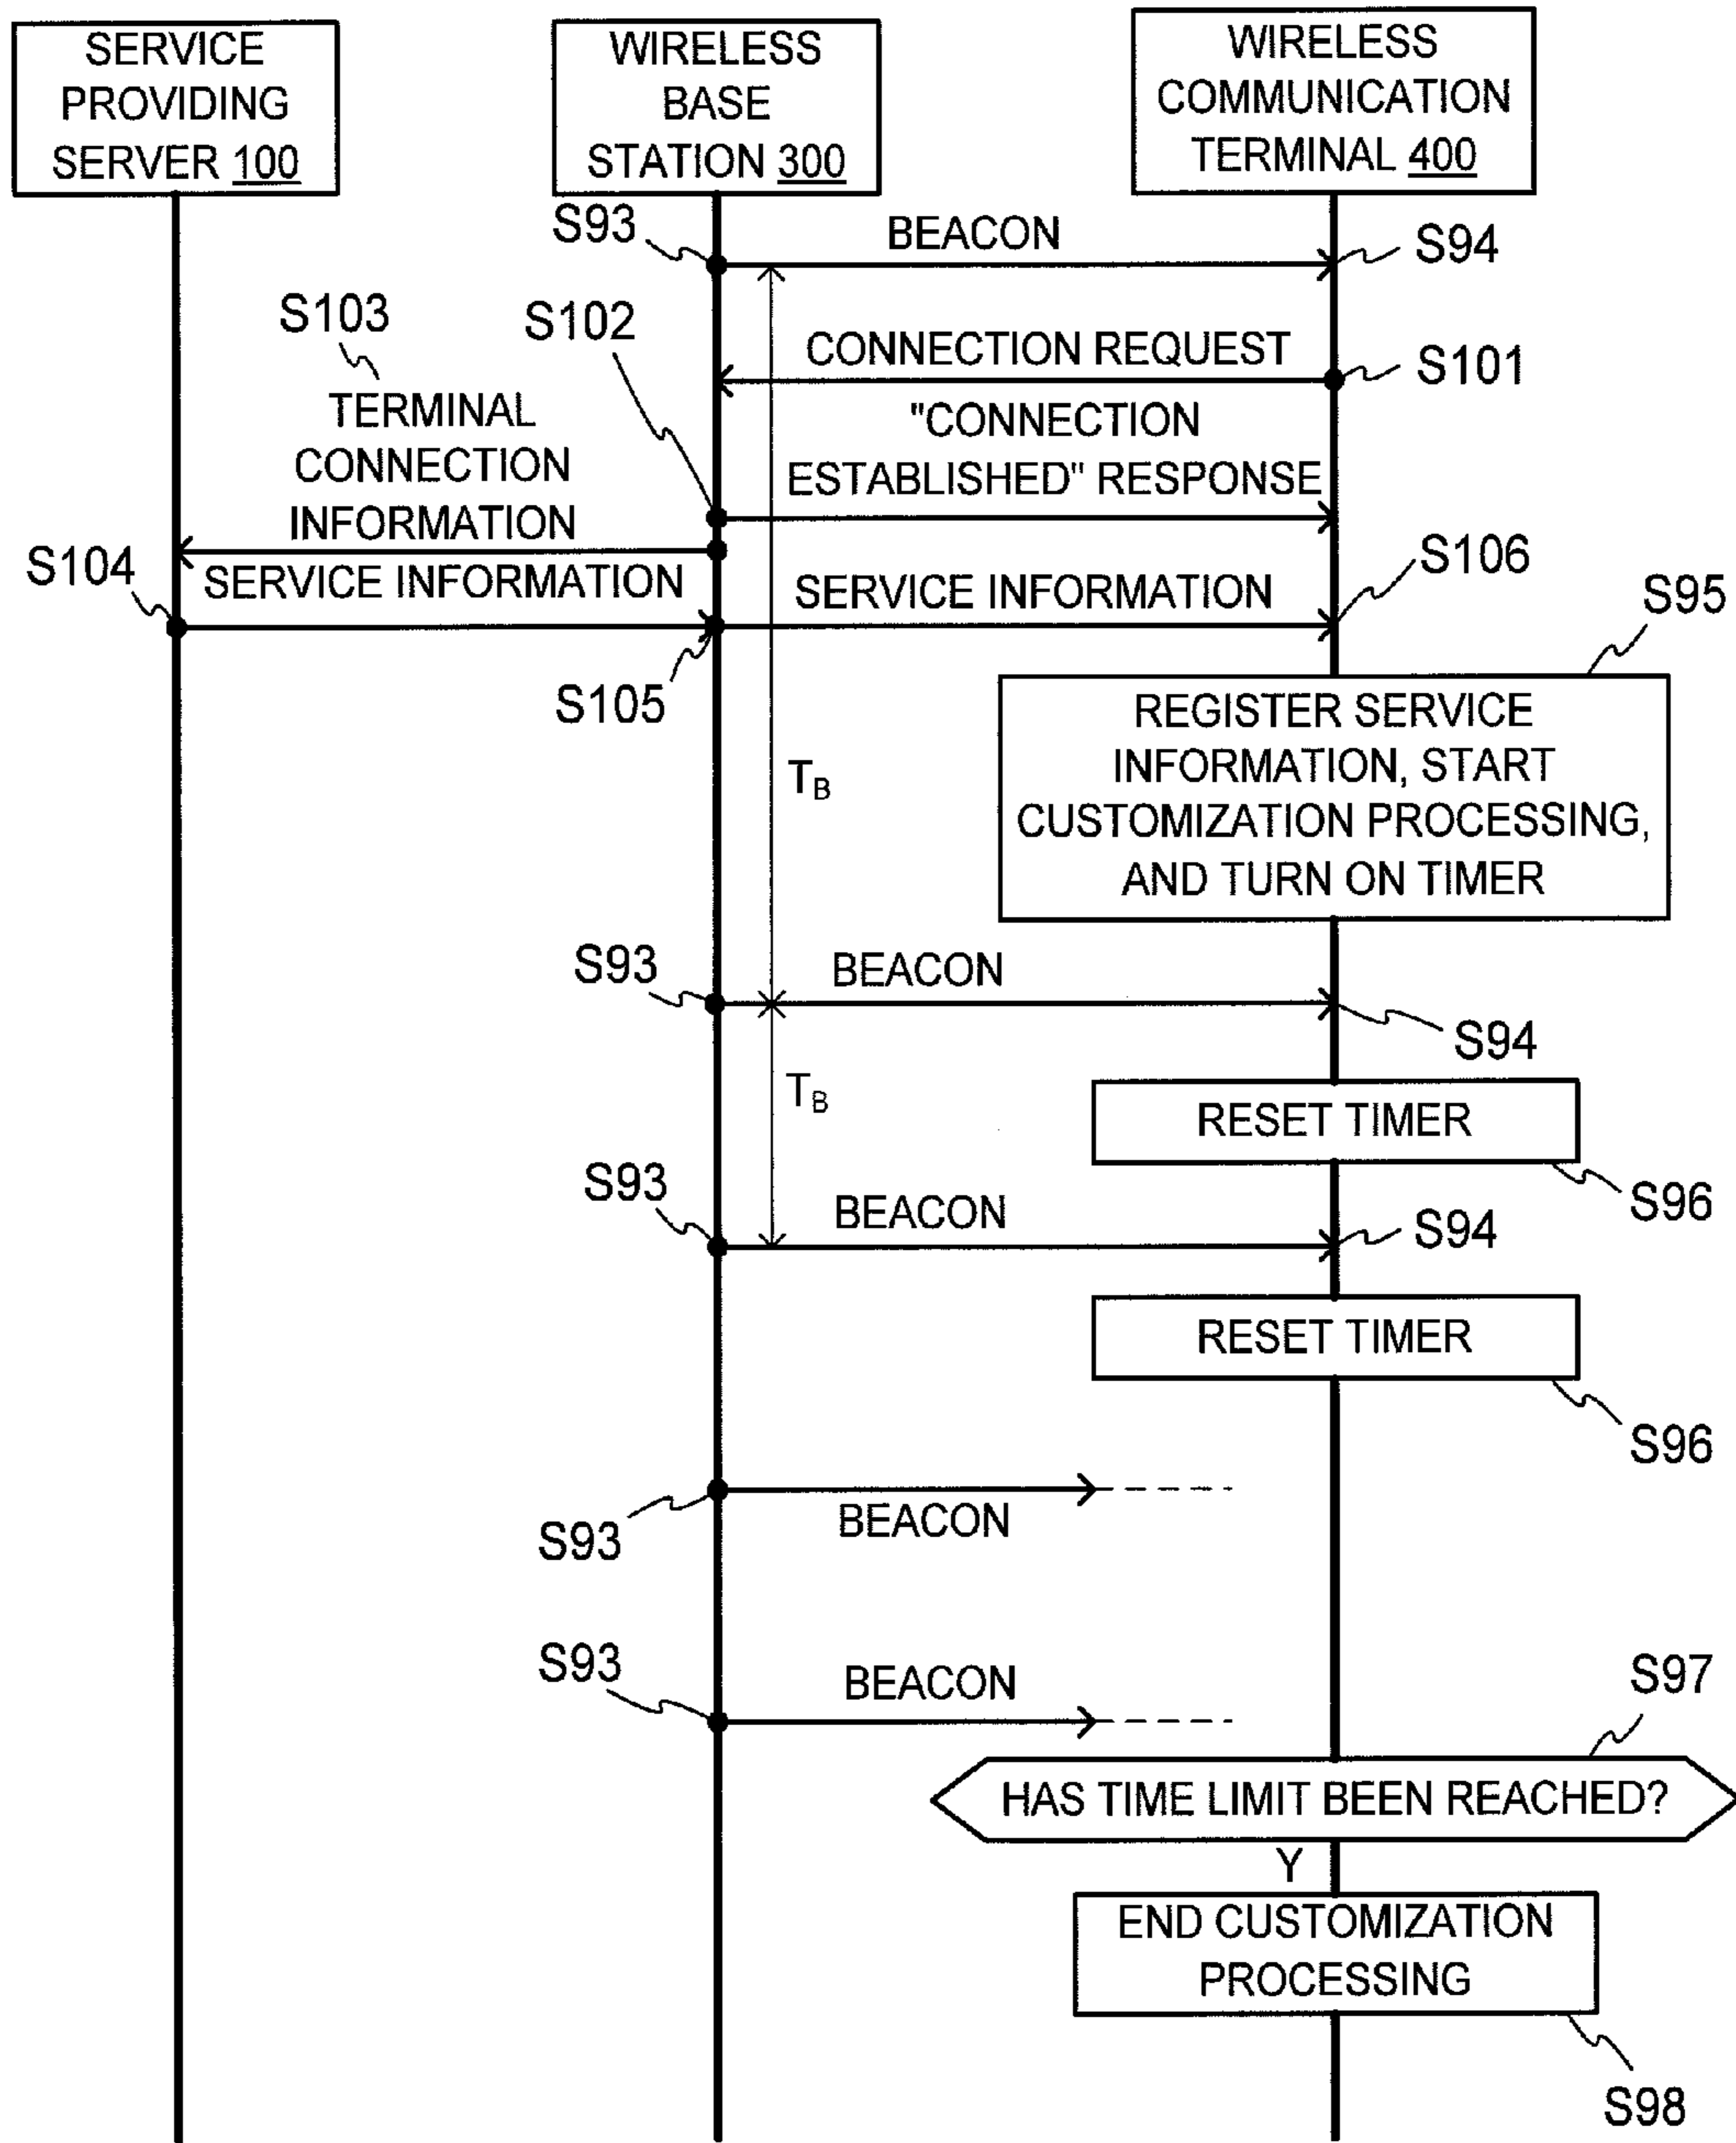 SERVICE
PROVIDING
SERVER 100
WIRELESS
BASE
STATION 300
WIRELESS
COMMUNICATION
TERMINAL 400
S93
BEACON
S94
S103
S102
CONNECTION REQUEST
S101
TERMINAL
CONNECTION
INFORMATION
"CONNECTION
ESTABLISHED" RESPONSE
S104
SERVICE INFORMATION
SERVICE INFORMATION
S106
S95
S105
REGISTER SERVICE
INFORMATION, START
CUSTOMIZATION PROCESSING,
AND TURN ON TIMER
TB
S93
BEACON
S94
TB
RESET TIMER
S96
S93
BEACON
S94
RESET TIMER
S96
S93
BEACON
S93
BEACON
S97
HAS TIME LIMIT BEEN REACHED?
Y
END CUSTOMIZATION
PROCESSING
S98